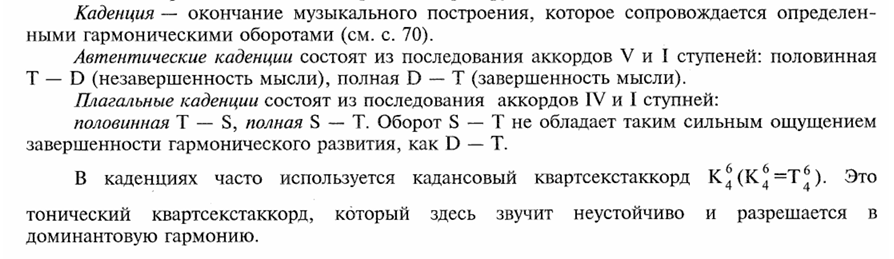 Каденция — окончание музыкального построения, которое сопровождается определен-
ными гармоническими оборотами (см. с. 70).
Автентические каденции состоят из последования аккордов V и I ступеней: половинная
T — D (незавершенность мысли), полная D — T (завершенность мысли).
Плагальные каденции состоят из последования аккордов IV и I ступней:
половинная T — S, полная S — T. Оборот S — T не обладает таким сильным ощущением
завершенности гармонического развития, как D — T.
В каденциях часто используется кадансовый квартсекстаккорд K⁶₄(K⁶₄=T⁶₄). Это
тонический квартсекстаккорд, который здесь звучит неустойчиво и разрешается в
доминантовую гармонию.